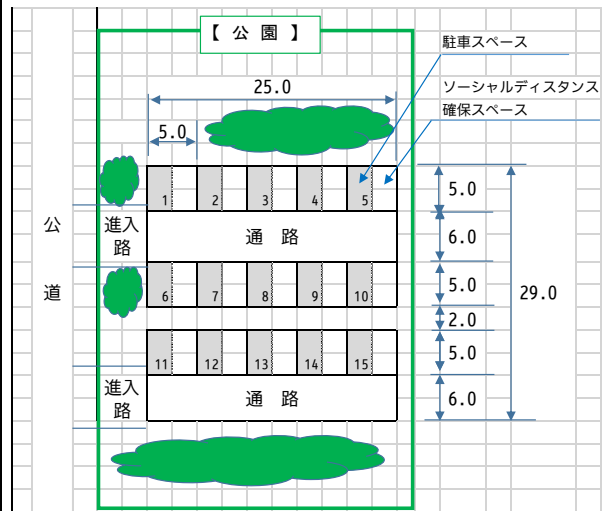 【 公 園 】
駐車スペース
25.0
ソーシャルディスタンス
確保スペース
5.0
1
2
3
4
5
5.0
公
道
進入
路
通 路
6.0
6
7
8
9
10
5.0
29.0
2.0
11
12
13
14
15
5.0
進入
路
通 路
6.0